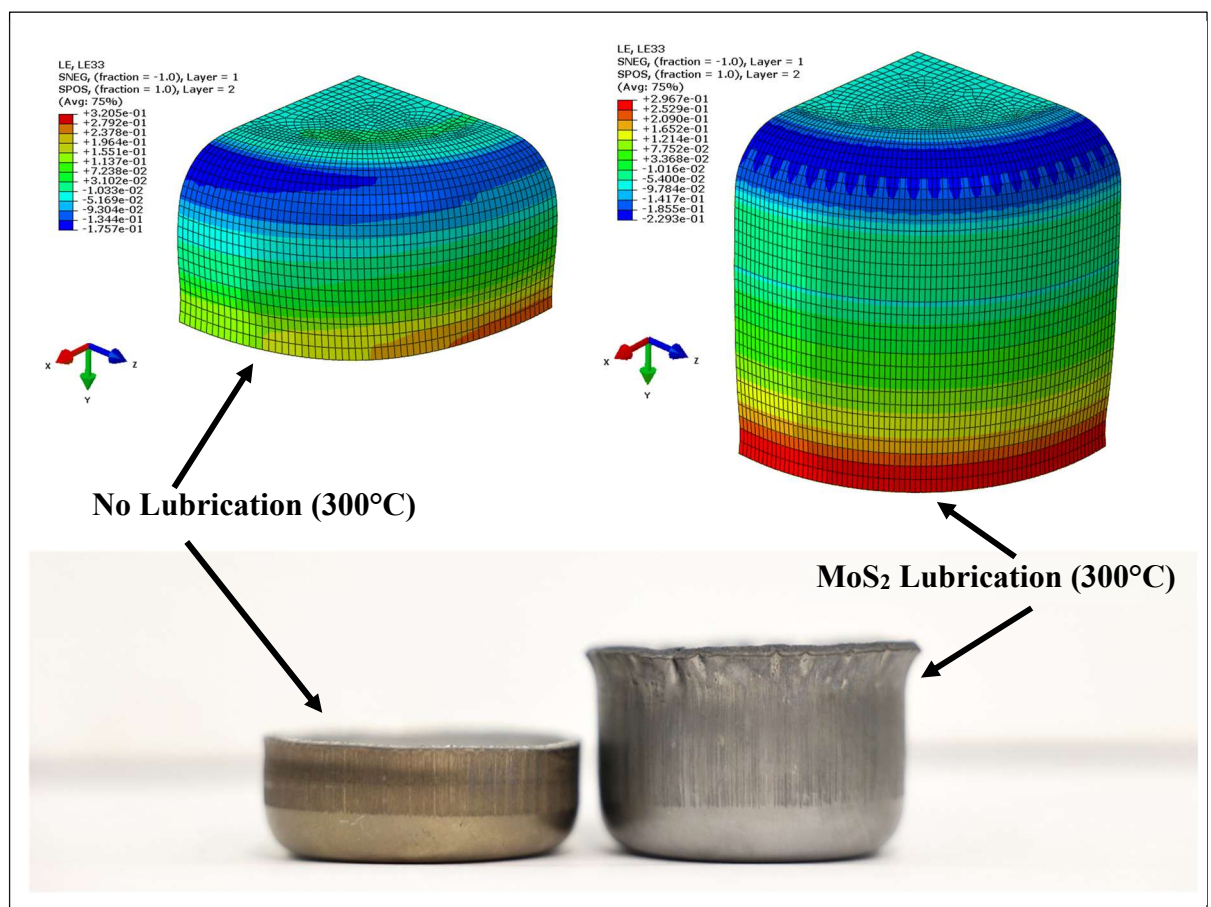 LE, LE33
SNEG, (fraction = -1.0), Layer = 1
SPOS, (fraction = 1.0), Layer = 2
(Avg: 75%)
+3.205e-01
+2.792e-01
+2.378e-01
+1.964e-01
+1.551e-01
+1.137e-01
+7.238e-02
+3.102e-02
-1.033e-02
-5.169e-02
-9.304e-02
-1.344e-01
-1.757e-01
X
Y
Z
LE, LE33
SNEG, (fraction = -1.0), Layer = 1
SPOS, (fraction = 1.0), Layer = 2
(Avg: 75%)
+2.967e-01
+2.529e-01
+2.090e-01
+1.652e-01
+1.214e-01
+7.752e-02
+3.368e-02
-1.016e-02
-5.400e-02
-9.784e-02
-1.417e-01
-1.855e-01
-2.293e-01
X
Y
Z
No Lubrication (300°C)
MoS₂ Lubrication (300°C)